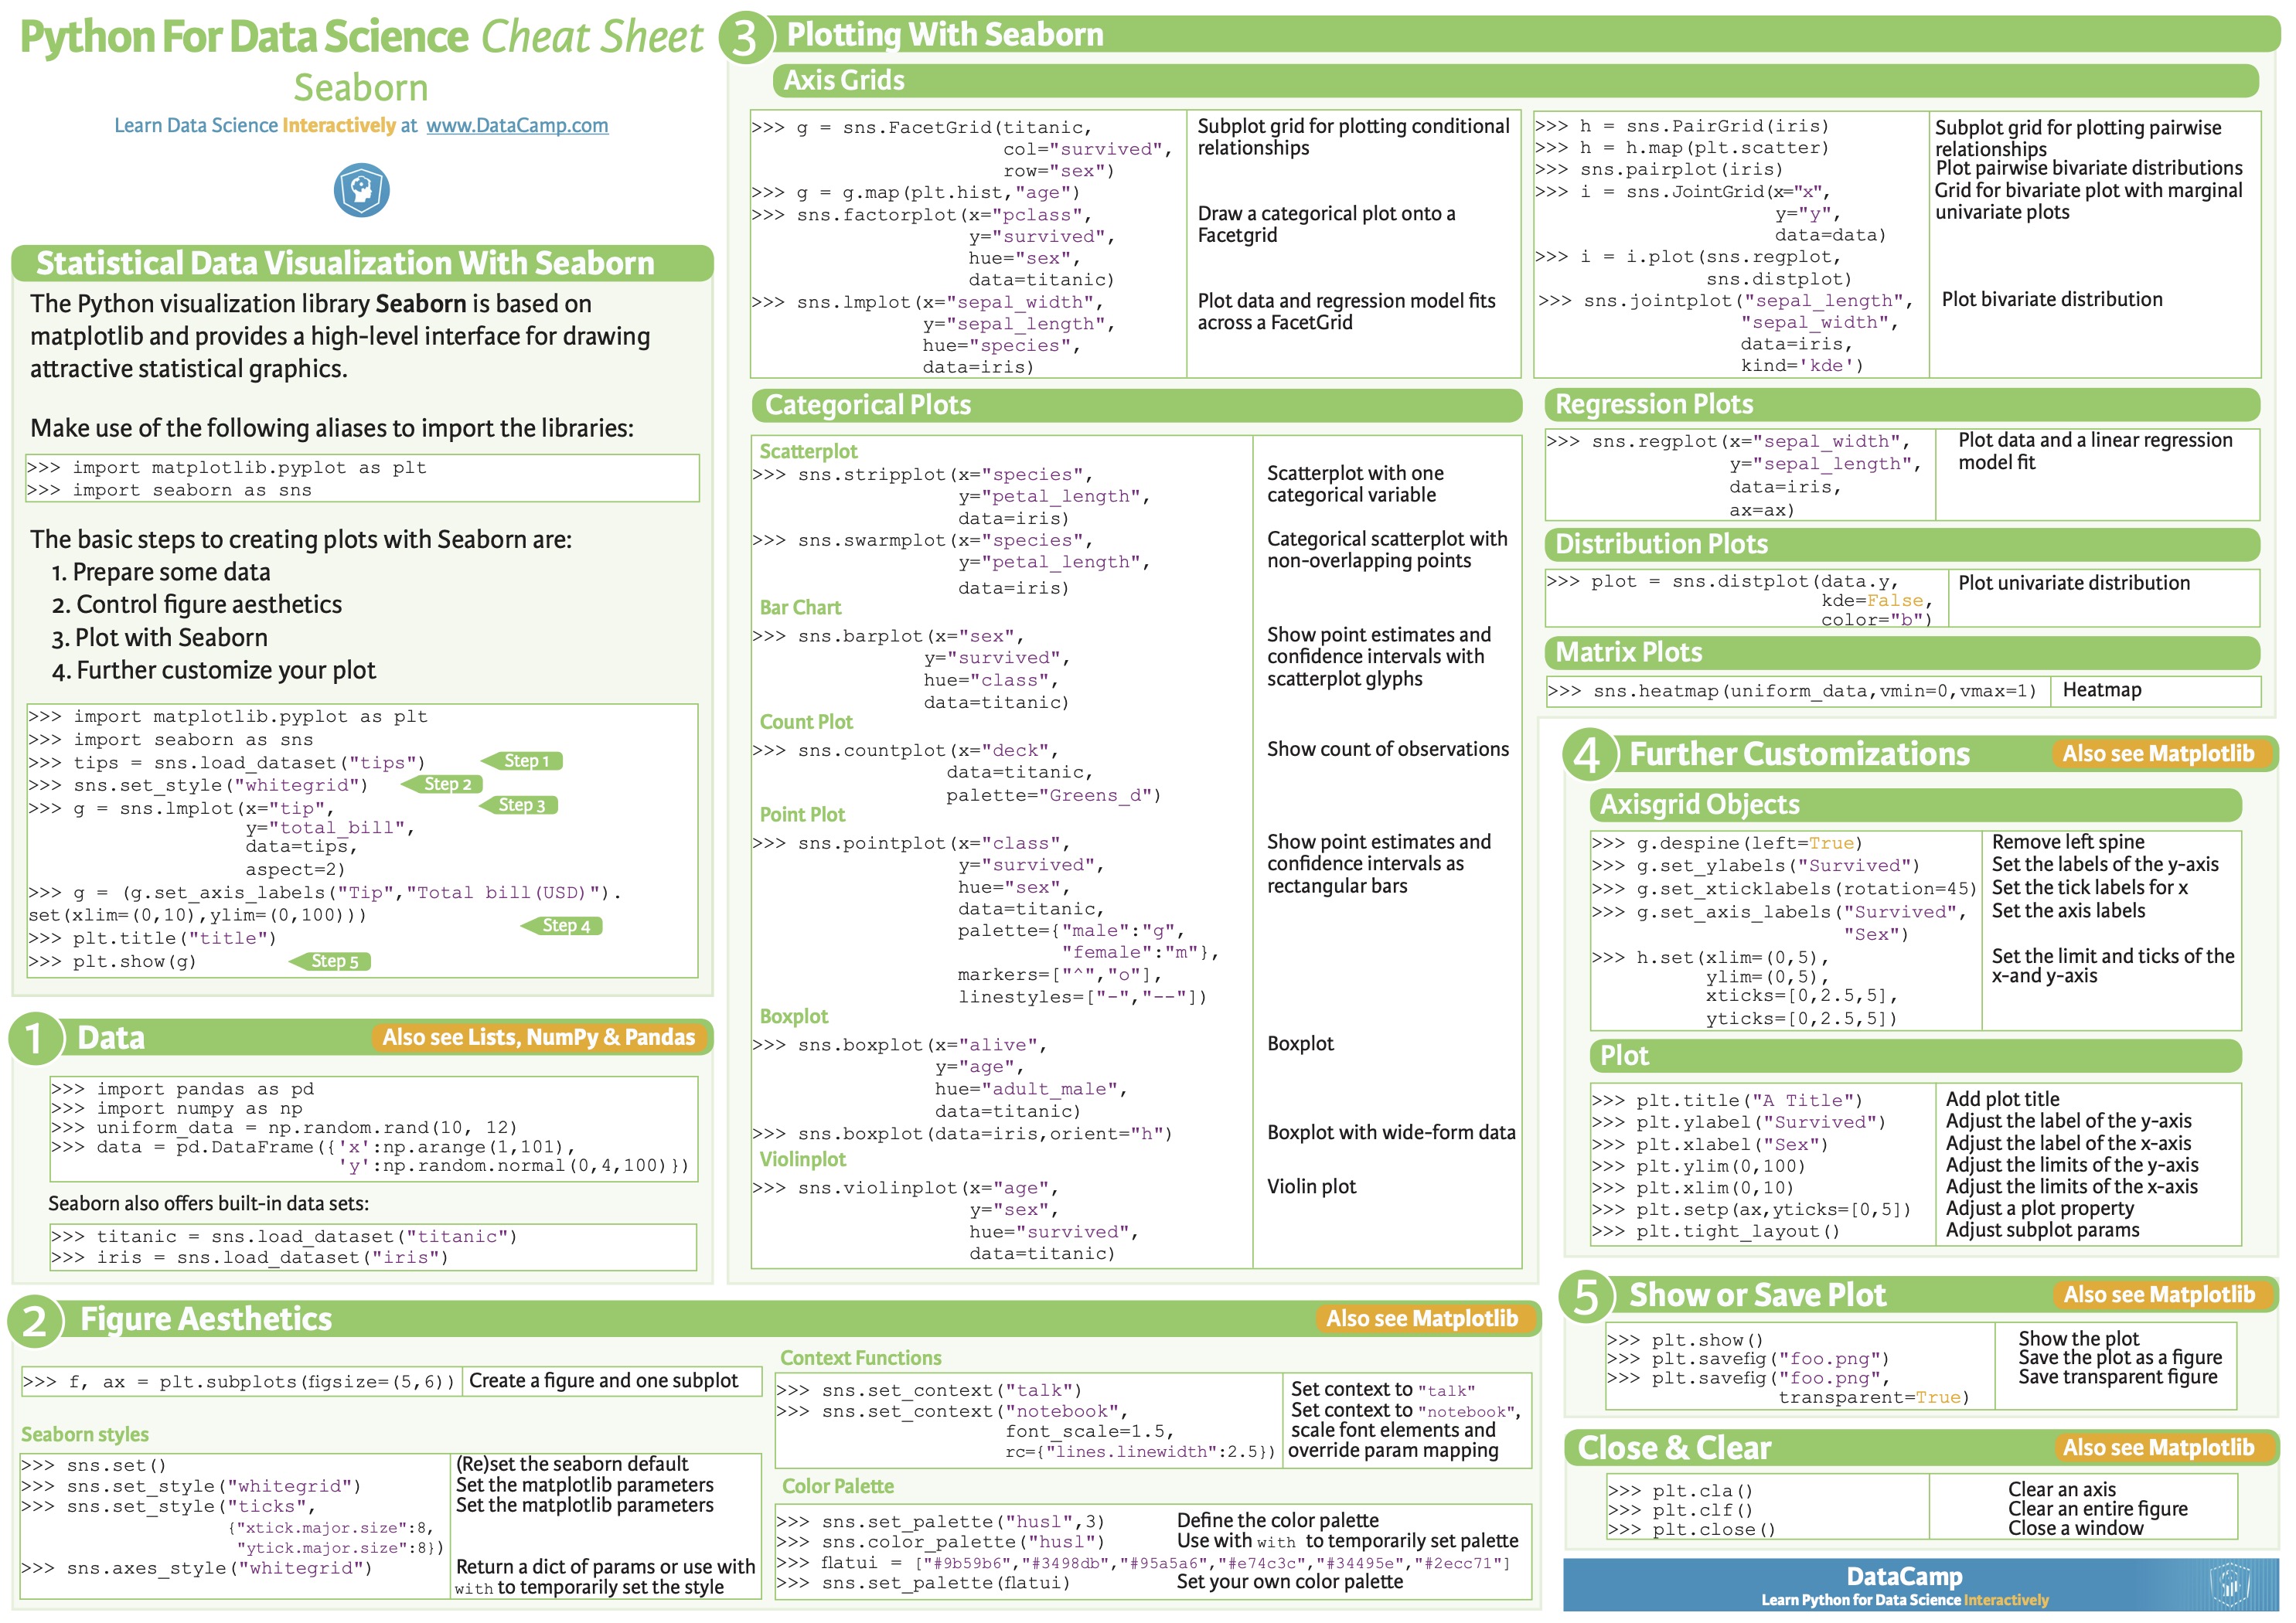 Python For Data Science Cheat Sheet
Seaborn
Learn Data Science Interactively at www.DataCamp.com
Statistical Data Visualization With Seaborn
The Python visualization library Seaborn is based on
matplotlib and provides a high-level interface for drawing
attractive statistical graphics.
Make use of the following aliases to import the libraries:
>>> import matplotlib.pyplot as plt
>>> import seaborn as sns
The basic steps to creating plots with Seaborn are:
1. Prepare some data
2. Control figure aesthetics
3. Plot with Seaborn
4. Further customize your plot
>>> import matplotlib.pyplot as plt
>>> import seaborn as sns
>>> tips = sns.load_dataset("tips") Step 1
>>> sns.set_style("whitegrid") Step 2
>>> g = sns.lmplot(x="tip", Step 3
y="total_bill",
data=tips,
aspect=2)
>>> g = (g.set_axis_labels("Tip","Total bill(USD)").
set(xlim=(0,10),ylim=(0,100)))
Step 4
>>> plt.title("title")
>>> plt.show(g) Step 5
1 Data Also see Lists, NumPy & Pandas
>>> import pandas as pd
>>> import numpy as np
>>> uniform_data = np.random.rand(10, 12)
>>> data = pd.DataFrame({'x':np.arange(1,101),
'y':np.random.normal(0,4,100)})
Seaborn also offers built-in data sets:
>>> titanic = sns.load_dataset("titanic")
>>> iris = sns.load_dataset("iris")
2 Figure Aesthetics Also see Matplotlib
>>> f, ax = plt.subplots(figsize=(5,6)) Create a figure and one subplot
Seaborn styles
>>> sns.set() (Re)set the seaborn default
>>> sns.set_style("whitegrid") Set the matplotlib parameters
>>> sns.set_style("ticks", Set the matplotlib parameters
{"xtick.major.size":8,
"ytick.major.size":8})
>>> sns.axes_style("whitegrid") Return a dict of params or use with
with to temporarily set the style
Context Functions
>>> sns.set_context("talk") Set context to "talk"
>>> sns.set_context("notebook", Set context to "notebook",
font_scale=1.5, scale font elements and
rc={"lines.linewidth":2.5}) override param mapping
Color Palette
>>> sns.set_palette("husl",3) Define the color palette
>>> sns.color_palette("husl") Use with with to temporarily set palette
>>> flatui = ["#9b59b6","#3498db","#95a5a6","#e74c3c","#34495e","#2ecc71"]
>>> sns.set_palette(flatui) Set your own color palette
3 Plotting With Seaborn
Axis Grids
>>> g = sns.FacetGrid(titanic, Subplot grid for plotting conditional
col="survived", relationships
row="sex")
>>> g = g.map(plt.hist,"age")
>>> sns.factorplot(x="pclass", Draw a categorical plot onto a
y="survived", Facetgrid
hue="sex",
data=titanic)
>>> sns.lmplot(x="sepal_width", Plot data and regression model fits
y="sepal_length", across a FacetGrid
hue="species",
data=iris)
>>> h = sns.PairGrid(iris) Subplot grid for plotting pairwise
>>> h = h.map(plt.scatter) relationships
>>> sns.pairplot(iris) Plot pairwise bivariate distributions
>>> i = sns.JointGrid(x="x", Grid for bivariate plot with marginal
y="y", univariate plots
data=data)
>>> i = i.plot(sns.regplot,
sns.distplot)
>>> sns.jointplot("sepal_length", Plot bivariate distribution
"sepal_width",
data=iris,
kind='kde')
Categorical Plots
Scatterplot
>>> sns.stripplot(x="species", Scatterplot with one
y="petal_length", categorical variable
data=iris)
>>> sns.swarmplot(x="species", Categorical scatterplot with
y="petal_length", non-overlapping points
data=iris)
Bar Chart
>>> sns.barplot(x="sex", Show point estimates and
y="survived", confidence intervals with
hue="class", scatterplot glyphs
data=titanic)
Count Plot
>>> sns.countplot(x="deck", Show count of observations
data=titanic,
palette="Greens_d")
Point Plot
>>> sns.pointplot(x="class", Show point estimates and
y="survived", confidence intervals as
hue="sex", rectangular bars
data=titanic,
palette={"male":"g",
"female":"m"},
markers=["^","o"],
linestyles=["-","--"])
Boxplot
>>> sns.boxplot(x="alive", Boxplot
y="age",
hue="adult_male",
data=titanic)
>>> sns.boxplot(data=iris,orient="h") Boxplot with wide-form data
Violinplot
>>> sns.violinplot(x="age", Violin plot
y="sex",
hue="survived",
data=titanic)
Regression Plots
>>> sns.regplot(x="sepal_width", Plot data and a linear regression
y="sepal_length", model fit
data=iris,
ax=ax)
Distribution Plots
>>> plot = sns.distplot(data.y, Plot univariate distribution
kde=False,
color="b")
Matrix Plots
>>> sns.heatmap(uniform_data,vmin=0,vmax=1) Heatmap
4 Further Customizations Also see Matplotlib
Axisgrid Objects
>>> g.despine(left=True) Remove left spine
>>> g.set_ylabels("Survived") Set the labels of the y-axis
>>> g.set_xticklabels(rotation=45) Set the tick labels for x
>>> g.set_axis_labels("Survived", Set the axis labels
"Sex")
>>> h.set(xlim=(0,5), Set the limit and ticks of the
ylim=(0,5), x-and y-axis
xticks=[0,2.5,5],
yticks=[0,2.5,5])
Plot
>>> plt.title("A Title") Add plot title
>>> plt.ylabel("Survived") Adjust the label of the y-axis
>>> plt.xlabel("Sex") Adjust the label of the x-axis
>>> plt.ylim(0,100) Adjust the limits of the y-axis
>>> plt.xlim(0,10) Adjust the limits of the x-axis
>>> plt.setp(ax,yticks=[0,5]) Adjust a plot property
>>> plt.tight_layout() Adjust subplot params
5 Show or Save Plot Also see Matplotlib
>>> plt.show() Show the plot
>>> plt.savefig("foo.png") Save the plot as a figure
>>> plt.savefig("foo.png", Save transparent figure
transparent=True)
Close & Clear Also see Matplotlib
>>> plt.cla() Clear an axis
>>> plt.clf() Clear an entire figure
>>> plt.close() Close a window
DataCamp
Learn Python for Data Science Interactively